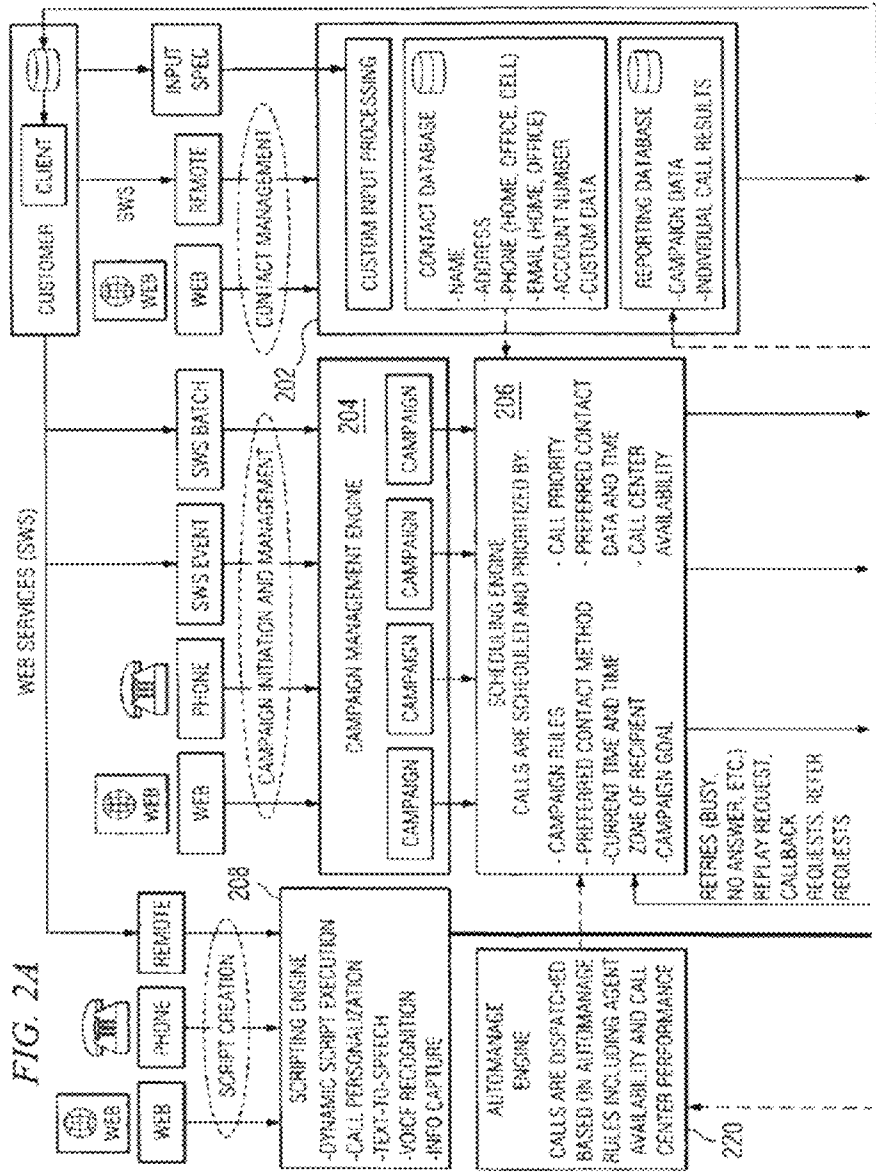 FIG. 2A
WEB SERVICES (SWS)
CUSTOMER
CLIENT
WEB
WEB
PHONE
REMOTE
SCRIPT CREATION
208
SCRIPTING ENGINE
-DYNAMIC SCRIPT EXECUTION
-CALL PERSONALIZATION
-TEXT-TO-SPEECH
-VOICE RECOGNITION
-INFO CAPTURE
WEB
WEB
PHONE
SWS EVENT
SWS BATCH
CAMPAIGN INITIATION AND MANAGEMENT
CAMPAIGN MANAGEMENT ENGINE
204
CAMPAIGN
CAMPAIGN
CAMPAIGN
CAMPAIGN
WEB
WEB
SWS
REMOTE
INPUT
SPEC
CONTACT MANAGEMENT
202
CUSTOM INPUT PROCESSING
CONTACT DATABASE
-NAME
-ADDRESS
-PHONE (HOME, OFFICE, CELL)
-EMAIL (HOME, OFFICE)
-ACCOUNT NUMBER
-CUSTOM DATA
REPORTING DATABASE
-CAMPAIGN DATA
-INDIVIDUAL CALL RESULTS
AUTOMANAGE
ENGINE
CALLS ARE DISPATCHED
BASED ON AUTOMANAGE
RULES INCLUDING AGENT
AVAILABILITY AND CALL
CENTER PERFORMANCE
220
SCHEDULING ENGINE
206
CALLS ARE SCHEDULED AND PRIORITIZED BY:
- CAMPAIGN RULES
- PREFERRED CONTACT METHOD
-CURRENT TIME AND TIME
ZONE OF RECIPIENT
-CAMPAIGN GOAL
- CALL PRIORITY
- PREFERRED CONTACT
DATA AND TIME
- CALL CENTER
AVAILABILITY
RETRIES (BUSY,
NO ANSWER, ETC.)
REPLAY REQUEST,
CALLBACK
REQUESTS, REFER
REQUESTS